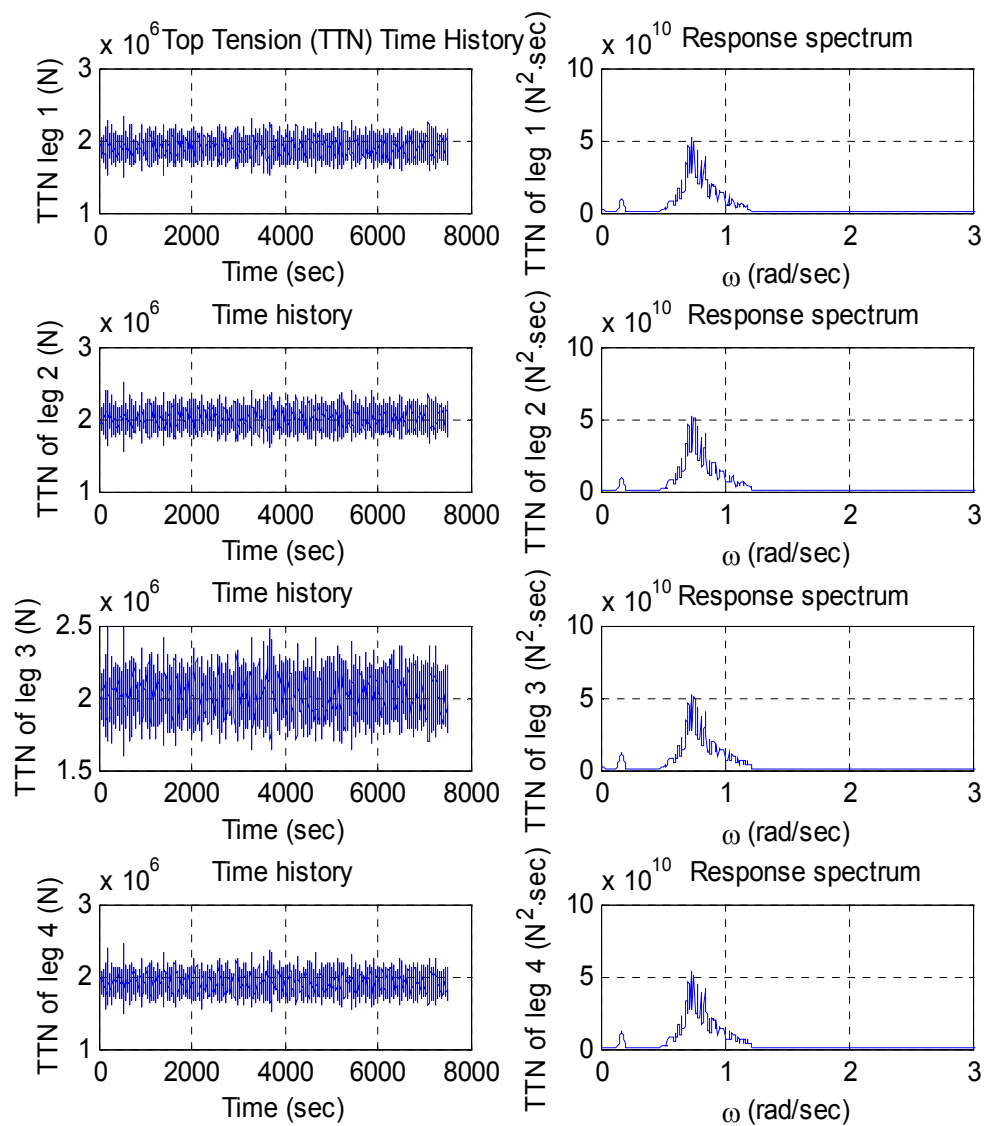 x 10^6 Top Tension (TTN) Time History
TTN leg 1 (N)
3
2
1
0 2000 4000 6000 8000
Time (sec)
x 10^10 Response spectrum
TTN of leg 1 (N^2.sec)
10
5
0
0 1 2 3
ω (rad/sec)
x 10^6 Time history
TTN of leg 2 (N)
3
2
1
0 2000 4000 6000 8000
Time (sec)
x 10^10 Response spectrum
TTN of leg 2 (N^2.sec)
10
5
0
0 1 2 3
ω (rad/sec)
x 10^6 Time history
TTN of leg 3 (N)
2.5
2
1.5
0 2000 4000 6000 8000
Time (sec)
x 10^10 Response spectrum
TTN of leg 3 (N^2.sec)
10
5
0
0 1 2 3
ω (rad/sec)
x 10^6 Time history
TTN of leg 4 (N)
3
2
1
0 2000 4000 6000 8000
Time (sec)
x 10^10 Response spectrum
TTN of leg 4 (N^2.sec)
10
5
0
0 1 2 3
ω (rad/sec)